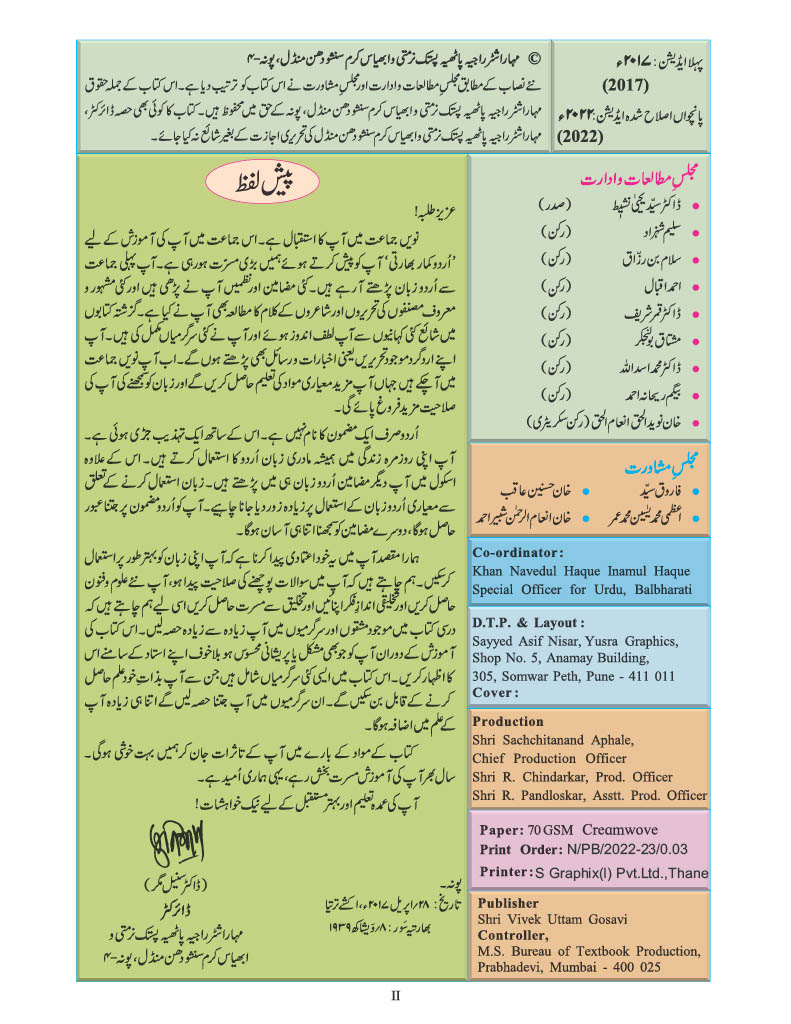 پہلا ایڈیشن : ۲۰۱۷ء
(2017)
پانچواں اصلاح شدہ ایڈیشن: ۲۰۲۲ء
(2022)
© مہاراشٹر راجیہ پاٹھیہ پستک نرمتی و ابھیاس کرم سنشودھن منڈل، پونہ -۴
نئے نصاب کے مطابق مجلسِ مطالعات و ادارت اور مجلسِ مشاورت نے اس کتاب کو ترتیب دیا ہے۔ اس کتاب کے جملہ حقوق
مہاراشٹر راجیہ پاٹھیہ پستک نرمتی و ابھیاس کرم سنشودھن منڈل، پونہ کے حق میں محفوظ ہیں۔ کتاب کا کوئی بھی حصہ ڈائرکٹر،
مہاراشٹر راجیہ پاٹھیہ پستک نرمتی و ابھیاس کرم سنشودھن منڈل کی تحریری اجازت کے بغیر شائع نہ کیا جائے۔
مجلسِ مطالعات و ادارت
• ڈاکٹر سیّد یحییٰ نشیط (صدر)
• سلیم شہزاد (رکن)
• سلام بن رزّاق (رکن)
• احمد اقبال (رکن)
• ڈاکٹر قمر شریف (رکن)
• مشتاق بونجگر (رکن)
• ڈاکٹر محمد اسد اللہ (رکن)
• بیگم ریحانہ احمد (رکن)
• خان نوید الحق انعام الحق (رکن سکریٹری)
مجلسِ مشاورت
• فاروق سیّد • خان حسنین عاقب
• اعظمی محمد یٰسین محمد عمر • خان انعام الرحمٰن شبیر احمد
Co-ordinator:
Khan Navedul Haque Inamul Haque
Special Officer for Urdu, Balbharati
D.T.P. & Layout :
Sayyed Asif Nisar, Yusra Graphics,
Shop No. 5, Anamay Building,
305, Somwar Peth, Pune - 411 011
Cover:
Production
Shri Sachchitanand Aphale,
Chief Production Officer
Shri R. Chindarkar, Prod. Officer
Shri R. Pandloskar, Asstt. Prod. Officer
Paper: 70 GSM Creamwove
Print Order: N/PB/2022-23/0.03
Printer: S Graphix(I) Pvt.Ltd.,Thane
Publisher
Shri Vivek Uttam Gosavi
Controller,
M.S. Bureau of Textbook Production,
Prabhadevi, Mumbai - 400 025
پیش لفظ
عزیز طلبہ!
نویں جماعت میں آپ کا استقبال ہے۔ اس جماعت میں آپ کی آموزش کے لیے
'اُردو کمار بھارتی' آپ کو پیش کرتے ہوئے ہمیں بڑی مسرّت ہو رہی ہے۔ آپ پہلی جماعت
سے اُردو زبان پڑھتے آ رہے ہیں۔ کئی مضامین اور نظمیں آپ نے پڑھی ہیں اور کئی مشہور و
معروف مصنفوں کی تحریروں اور شاعروں کے کلام کا مطالعہ بھی آپ نے کیا ہے۔ گزشتہ کتابوں
میں شائع کئی کہانیوں سے آپ لطف اندوز ہوئے اور آپ نے کئی سرگرمیاں مکمل کی ہیں۔ آپ
اپنے اردگرد موجود تحریریں یعنی اخبارات و رسائل بھی پڑھتے ہوں گے۔ اب آپ نویں جماعت
میں آ چکے ہیں جہاں آپ مزید معیاری مواد کی تعلیم حاصل کریں گے اور زبان کو سمجھنے کی آپ کی
صلاحیت مزید فروغ پائے گی۔
اُردو صرف ایک مضمون کا نام نہیں ہے۔ اس کے ساتھ ایک تہذیب جڑی ہوئی ہے۔
آپ اپنی روزمرہ زندگی میں ہمیشہ مادری زبان اُردو کا استعمال کرتے ہیں۔ اس کے علاوہ
اسکول میں آپ دیگر مضامین اُردو زبان ہی میں پڑھتے ہیں۔ زبان استعمال کرنے کے تعلق
سے معیاری اُردو زبان کے استعمال پر زیادہ زور دیا جانا چاہیے۔ آپ کو اُردو مضمون پر جتنا عبور
حاصل ہوگا، دوسرے مضامین کو سمجھنا اتنا ہی آسان ہوگا۔
ہمارا مقصد آپ میں یہ خود اعتمادی پیدا کرنا ہے کہ آپ اپنی زبان کو بہتر طور پر استعمال
کر سکیں۔ ہم چاہتے ہیں کہ آپ میں سوالات پوچھنے کی صلاحیت پیدا ہو، آپ نئے علوم و فنون
حاصل کریں اور تخلیقی اندازِ فکر اپنائیں اور تخلیق سے مسرت حاصل کریں اسی لیے ہم چاہتے ہیں کہ
درسی کتاب میں موجود مشقوں اور سرگرمیوں میں آپ زیادہ سے زیادہ حصہ لیں۔ اس کتاب کی
آموزش کے دوران آپ کو جو بھی مشکل یا پریشانی محسوس ہو بلا خوف اپنے استاد کے سامنے اس
کا اظہار کریں۔ اس کتاب میں ایسی کئی سرگرمیاں شامل ہیں جن سے آپ بذاتِ خود علم حاصل
کرنے کے قابل بن سکیں گے۔ ان سرگرمیوں میں آپ جتنا حصہ لیں گے اتنا ہی زیادہ آپ
کے علم میں اضافہ ہوگا۔
کتاب کے مواد کے بارے میں آپ کے تاثرات جان کر ہمیں بہت خوشی ہوگی۔
سال بھر آپ کی آموزش مسرت بخش رہے، یہی ہماری اُمید ہے۔
آپ کی عمدہ تعلیم اور بہتر مستقبل کے لیے نیک خواہشات!
(ڈاکٹر سنیل مگر)
ڈائرکٹر
مہاراشٹر راجیہ پاٹھیہ پستک نرمتی و
ابھیاس کرم سنشودھن منڈل، پونہ -۴
پونہ۔
تاریخ: ۲۸؍اپریل ۲۰۱۷ء، اکشے ترتیا
بھارتیہ سَور: ۸؍ویشاکھ ۱۹۳۹
II